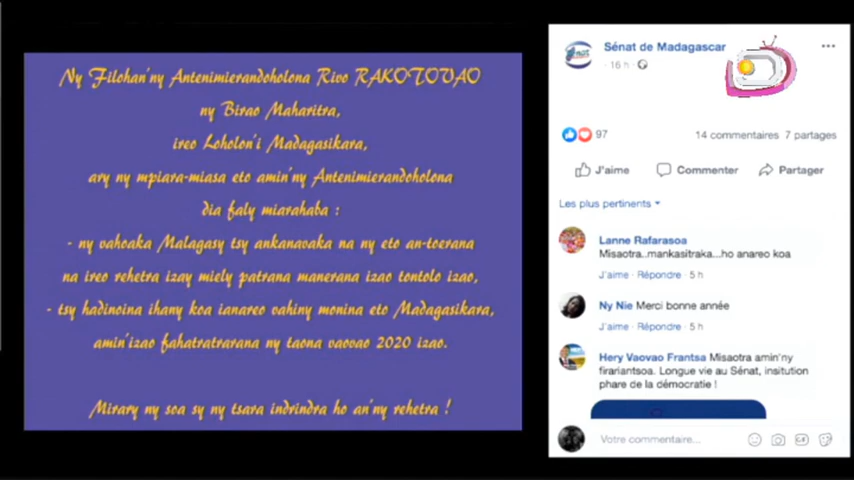 Ny Filohan'ny Antenimierandoholona Rivo RAKOTOVAO
ny Birao Maharitra,
ireo Loholon'i Madagasikara,
ary ny mpiara-miasa eto amin'ny Antenimierandoholona
dia faly miarahaba :
- ny vahoaka Malagasy tsy ankanavaka na ny eto an-toerana
na ireo rehetra izay miely patrana manerana izao tontolo izao,
- tsy hadinoina ihany koa ianareo vahiny monina eto Madagasikara,
amin'izao fahatratrarana ny taona vaovao 2020 izao.
Mirary ny soa sy ny tsara indrindra ho an'ny rehetra !
Sénat de Madagascar
· 16 h ·
97
14 commentaires 7 partages
J'aime Commenter Partager
Les plus pertinents
Lanne Rafarasoa
Misaotra..mankasitraka...ho anareo koa
J'aime · Répondre · 5 h
Ny Nie Merci bonne année
J'aime · Répondre · 5 h
Hery Vaovao Frantsa Misaotra amin'ny
firariantsoa. Longue vie au Sénat, insitution
phare de la démocratie !
Votre commentaire...